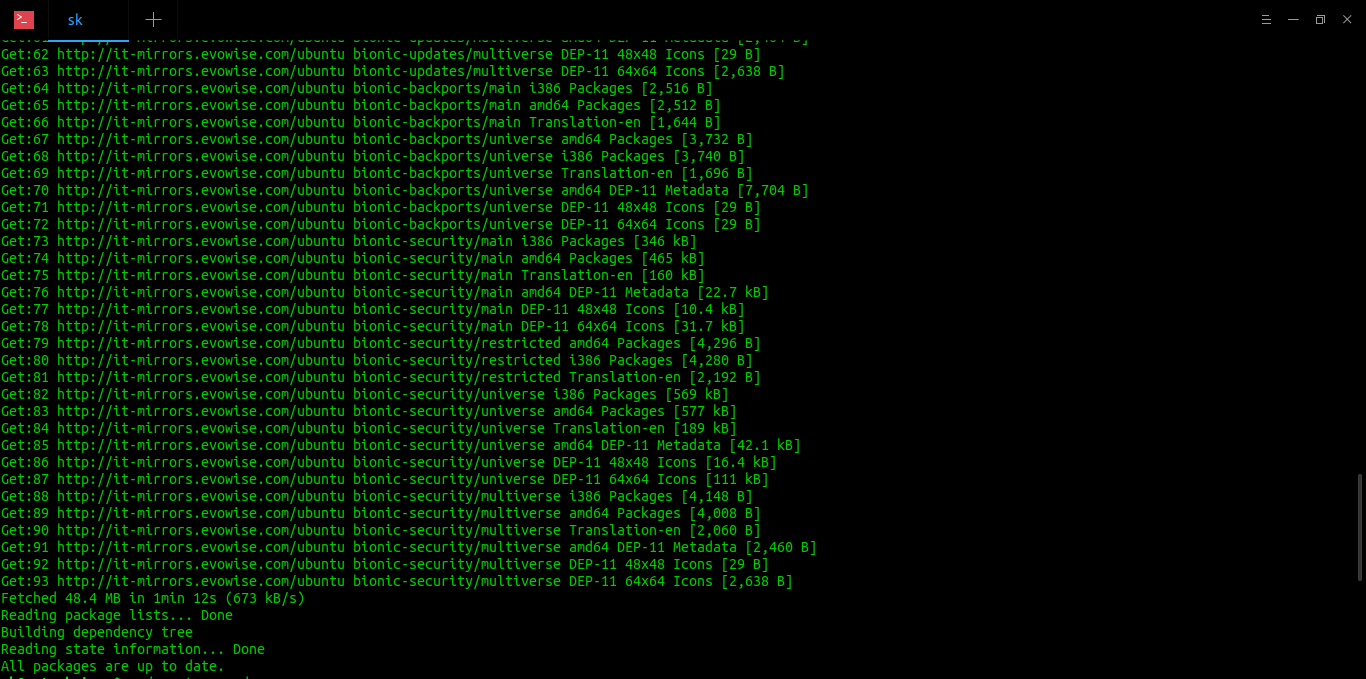 sk
Get:62 http://it-mirrors.evowise.com/ubuntu bionic-updates/multiverse DEP-11 48x48 Icons [29 B]
Get:63 http://it-mirrors.evowise.com/ubuntu bionic-updates/multiverse DEP-11 64x64 Icons [2,638 B]
Get:64 http://it-mirrors.evowise.com/ubuntu bionic-backports/main i386 Packages [2,516 B]
Get:65 http://it-mirrors.evowise.com/ubuntu bionic-backports/main amd64 Packages [2,512 B]
Get:66 http://it-mirrors.evowise.com/ubuntu bionic-backports/main Translation-en [1,644 B]
Get:67 http://it-mirrors.evowise.com/ubuntu bionic-backports/universe amd64 Packages [3,732 B]
Get:68 http://it-mirrors.evowise.com/ubuntu bionic-backports/universe i386 Packages [3,740 B]
Get:69 http://it-mirrors.evowise.com/ubuntu bionic-backports/universe Translation-en [1,696 B]
Get:70 http://it-mirrors.evowise.com/ubuntu bionic-backports/universe amd64 DEP-11 Metadata [7,704 B]
Get:71 http://it-mirrors.evowise.com/ubuntu bionic-backports/universe DEP-11 48x48 Icons [29 B]
Get:72 http://it-mirrors.evowise.com/ubuntu bionic-backports/universe DEP-11 64x64 Icons [29 B]
Get:73 http://it-mirrors.evowise.com/ubuntu bionic-security/main i386 Packages [346 kB]
Get:74 http://it-mirrors.evowise.com/ubuntu bionic-security/main amd64 Packages [465 kB]
Get:75 http://it-mirrors.evowise.com/ubuntu bionic-security/main Translation-en [160 kB]
Get:76 http://it-mirrors.evowise.com/ubuntu bionic-security/main amd64 DEP-11 Metadata [22.7 kB]
Get:77 http://it-mirrors.evowise.com/ubuntu bionic-security/main DEP-11 48x48 Icons [10.4 kB]
Get:78 http://it-mirrors.evowise.com/ubuntu bionic-security/main DEP-11 64x64 Icons [31.7 kB]
Get:79 http://it-mirrors.evowise.com/ubuntu bionic-security/restricted amd64 Packages [4,296 B]
Get:80 http://it-mirrors.evowise.com/ubuntu bionic-security/restricted i386 Packages [4,280 B]
Get:81 http://it-mirrors.evowise.com/ubuntu bionic-security/restricted Translation-en [2,192 B]
Get:82 http://it-mirrors.evowise.com/ubuntu bionic-security/universe i386 Packages [569 kB]
Get:83 http://it-mirrors.evowise.com/ubuntu bionic-security/universe amd64 Packages [577 kB]
Get:84 http://it-mirrors.evowise.com/ubuntu bionic-security/universe Translation-en [189 kB]
Get:85 http://it-mirrors.evowise.com/ubuntu bionic-security/universe amd64 DEP-11 Metadata [42.1 kB]
Get:86 http://it-mirrors.evowise.com/ubuntu bionic-security/universe DEP-11 48x48 Icons [16.4 kB]
Get:87 http://it-mirrors.evowise.com/ubuntu bionic-security/universe DEP-11 64x64 Icons [111 kB]
Get:88 http://it-mirrors.evowise.com/ubuntu bionic-security/multiverse i386 Packages [4,148 B]
Get:89 http://it-mirrors.evowise.com/ubuntu bionic-security/multiverse amd64 Packages [4,008 B]
Get:90 http://it-mirrors.evowise.com/ubuntu bionic-security/multiverse Translation-en [2,060 B]
Get:91 http://it-mirrors.evowise.com/ubuntu bionic-security/multiverse amd64 DEP-11 Metadata [2,460 B]
Get:92 http://it-mirrors.evowise.com/ubuntu bionic-security/multiverse DEP-11 48x48 Icons [29 B]
Get:93 http://it-mirrors.evowise.com/ubuntu bionic-security/multiverse DEP-11 64x64 Icons [2,638 B]
Fetched 48.4 MB in 1min 12s (673 kB/s)
Reading package lists... Done
Building dependency tree
Reading state information... Done
All packages are up to date.